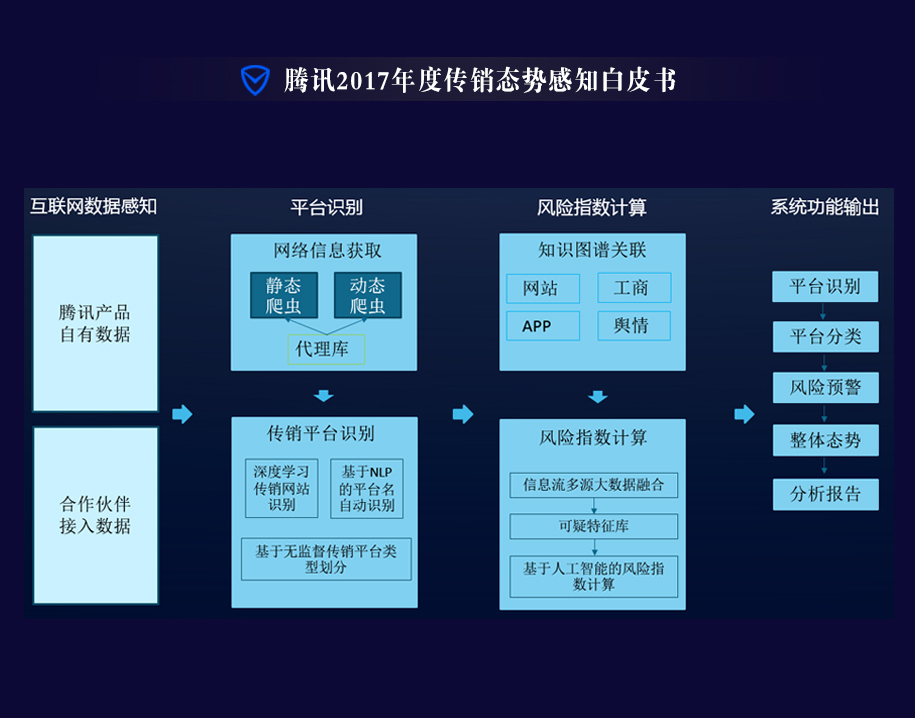 腾讯2017年度传销态势感知白皮书
互联网数据感知
腾讯产品
自有数据
合作伙伴
接入数据
平台识别
网络信息获取
静态
爬虫
动态
爬虫
代理库
传销平台识别
深度学习
传销网站
识别
基于NLP
的平台名
自动识别
基于无监督传销平台类
型划分
风险指数计算
知识图谱关联
网站
工商
APP
舆情
风险指数计算
信息流多源大数据融合
可疑特征库
基于人工智能的风险指
数计算
系统功能输出
平台识别
平台分类
风险预警
整体态势
分析报告